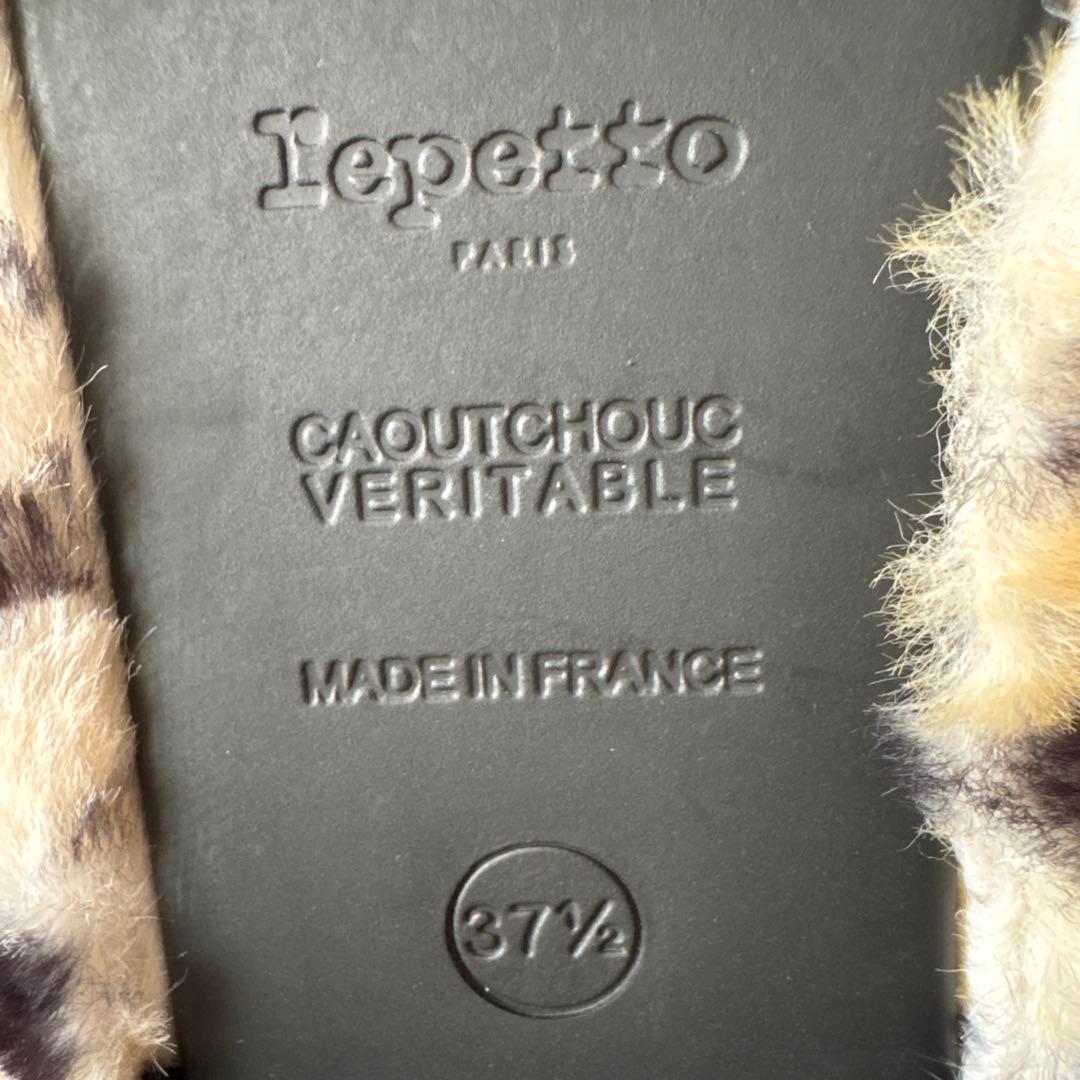 repetto
PARIS
CAOUTCHOUC
VERITABLE
MADE IN FRANCE
37½